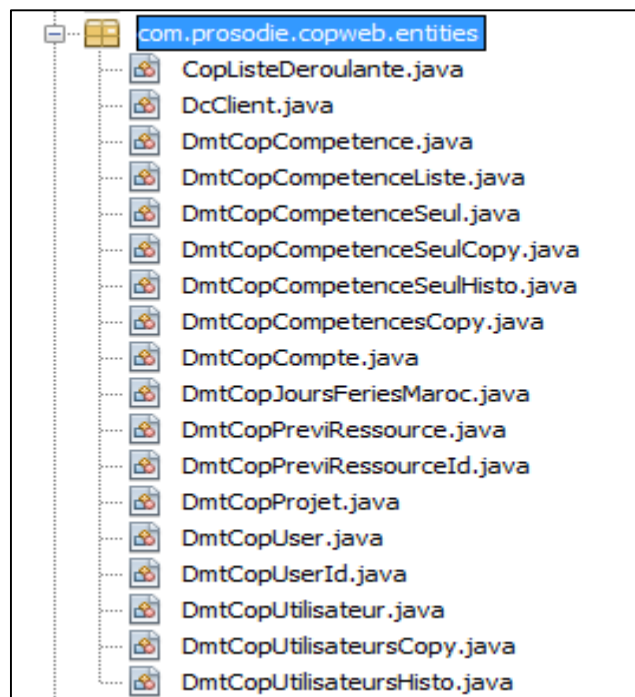 com.prosodie.copweb.entities
CopListeDeroulante.java
DcClient.java
DmtCopCompetence.java
DmtCopCompetenceListe.java
DmtCopCompetenceSeul.java
DmtCopCompetenceSeulCopy.java
DmtCopCompetenceSeulHisto.java
DmtCopCompetencesCopy.java
DmtCopCompte.java
DmtCopJoursFeriesMaroc.java
DmtCopPreviRessource.java
DmtCopPreviRessourceId.java
DmtCopProjet.java
DmtCopUser.java
DmtCopUserId.java
DmtCopUtilisateur.java
DmtCopUtilisateursCopy.java
DmtCopUtilisateursHisto.java